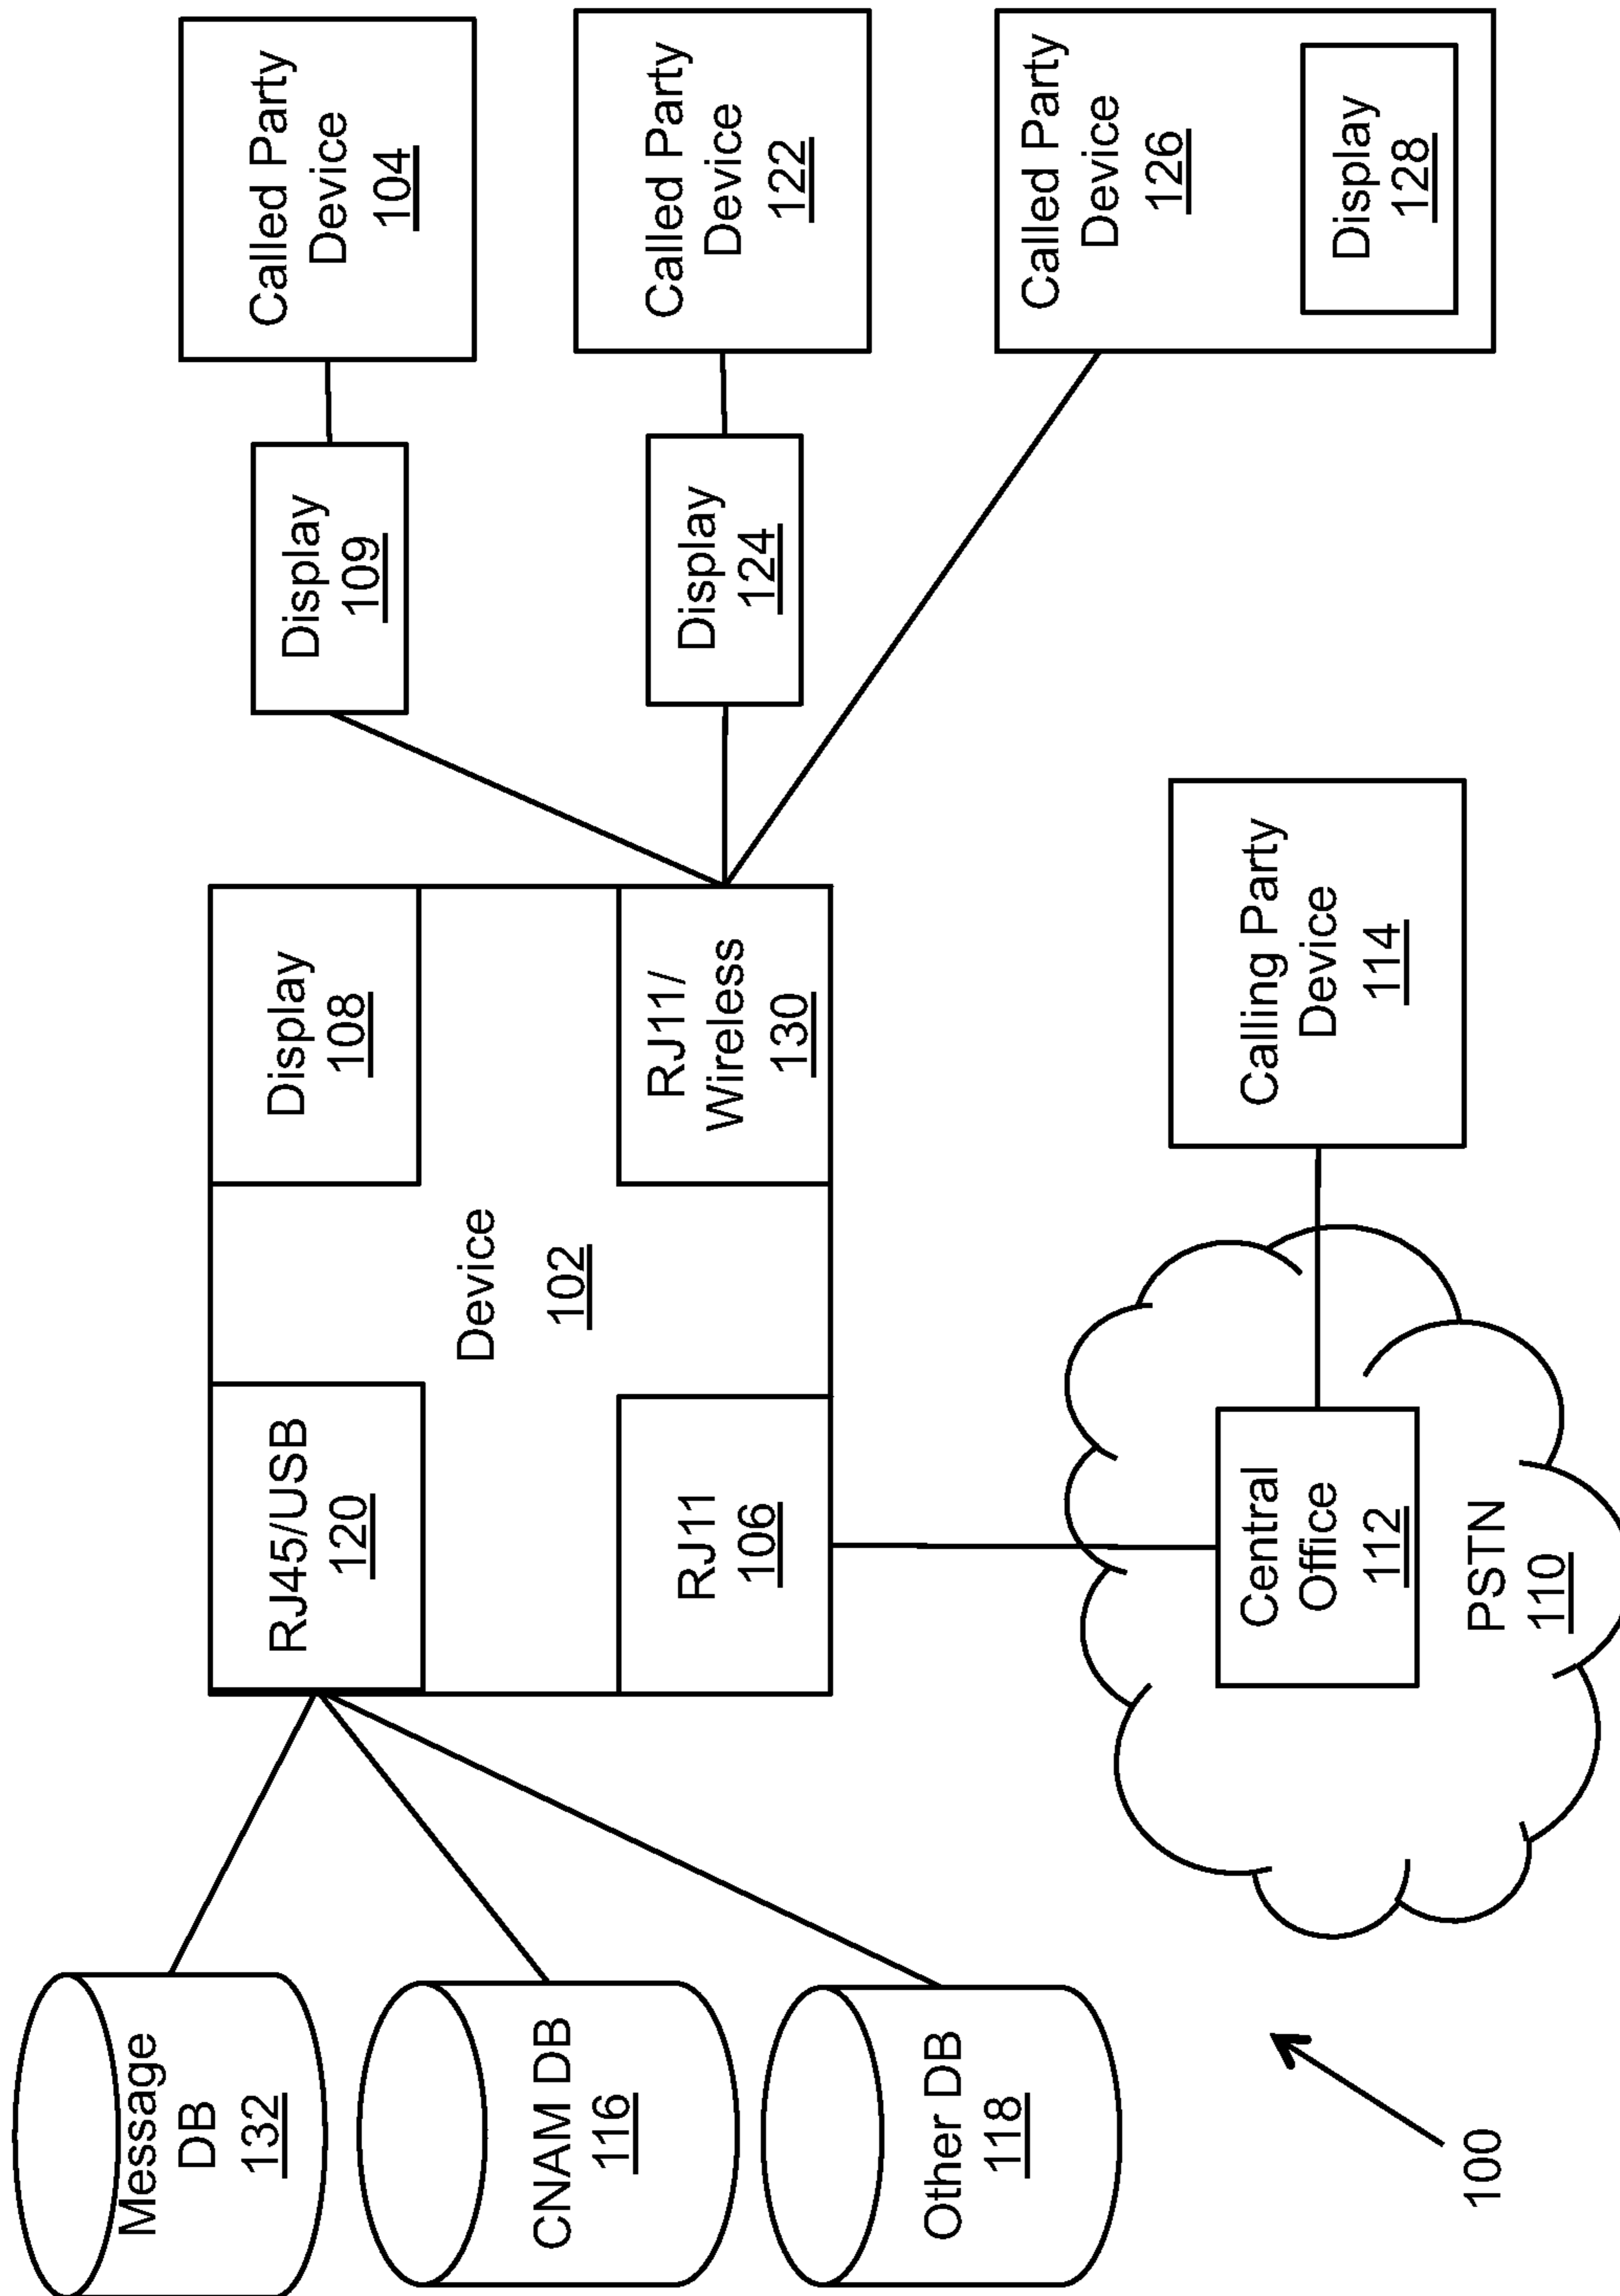 Message
DB
132
CNAM DB
116
Other DB
118
100
RJ45/USB
120
Display
108
Device
102
RJ11
106
RJ11/
Wireless
130
Central
Office
112
PSTN
110
Calling Party
Device
114
Display
109
Called Party
Device
104
Display
124
Called Party
Device
122
Called Party
Device
126
Display
128